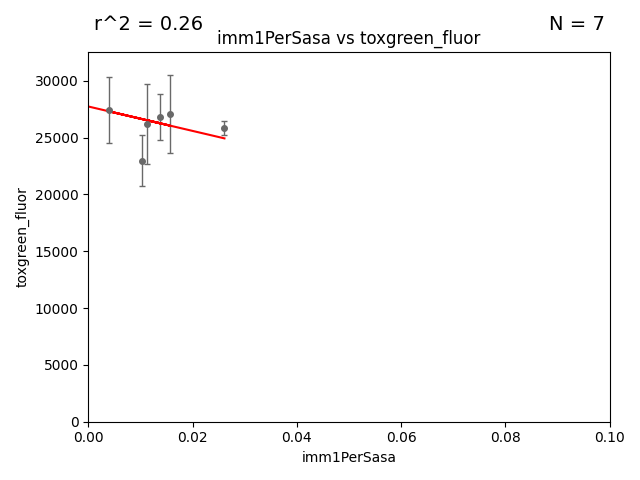 r^2 = 0.26
N = 7
imm1PerSasa vs toxgreen_fluor
30000
25000
20000
15000
10000
5000
0
toxgreen_fluor
0.00
0.02
0.04
0.06
0.08
0.10
imm1PerSasa